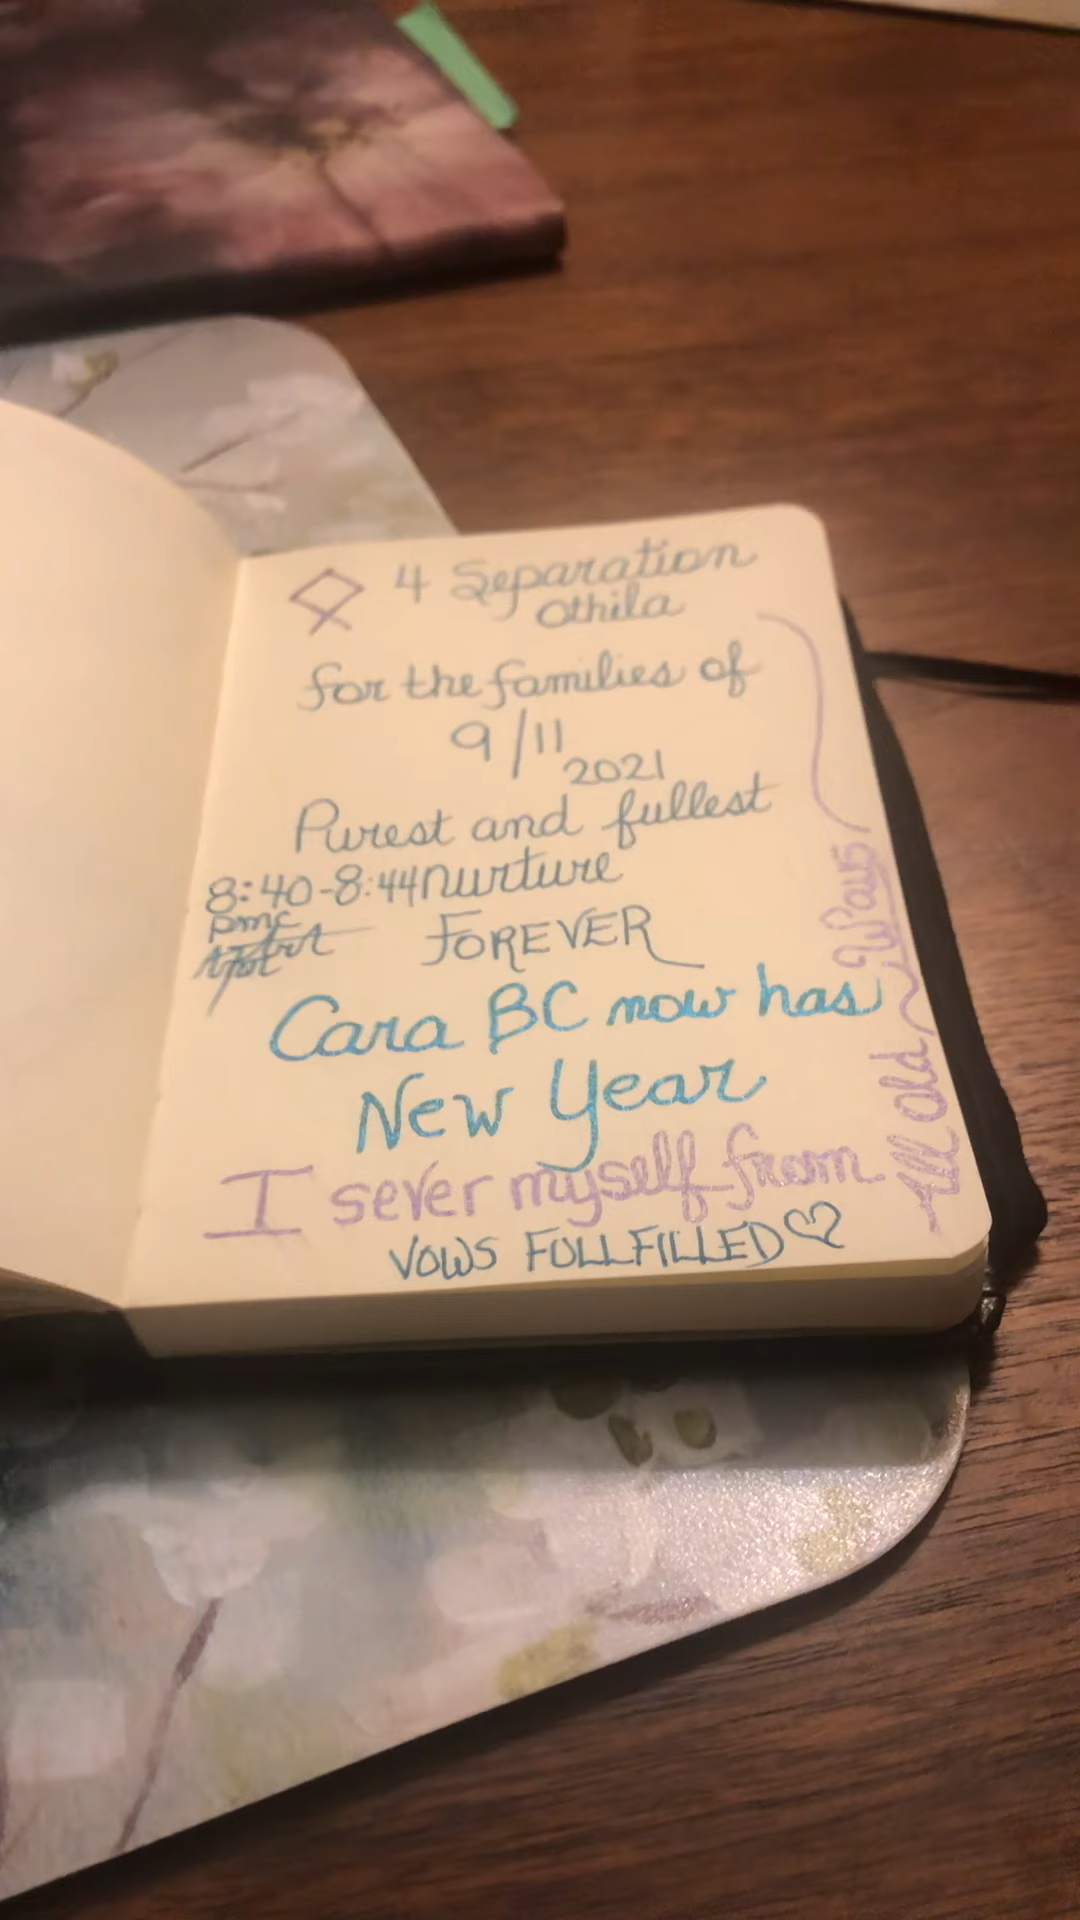 4 Separation
Othila
for the families of
9/11
2021
Purest and fullest
8:40-8:44 nurture
pmc
FOREVER
Cara BC now has
New Year
I sever myself from
All Old Ways
VOWS FULLFILLED